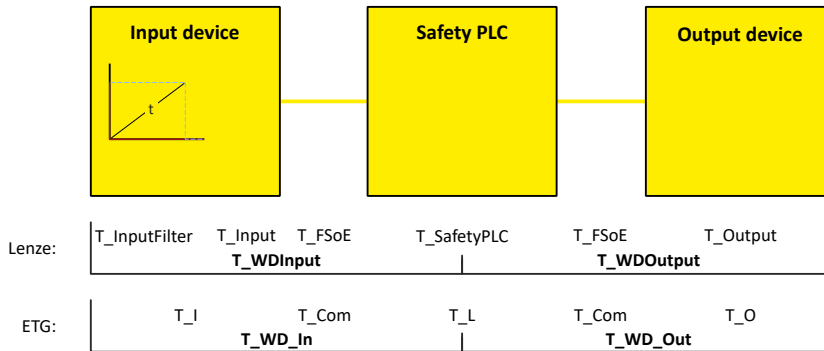 Input device Safety PLC Output device
t
Lenze: T_InputFilter T_Input T_FSoE T_SafetyPLC T_FSoE T_Output
T_WDInput T_WDOutput
ETG: T_I T_Com T_L T_Com T_O
T_WD_In T_WD_Out